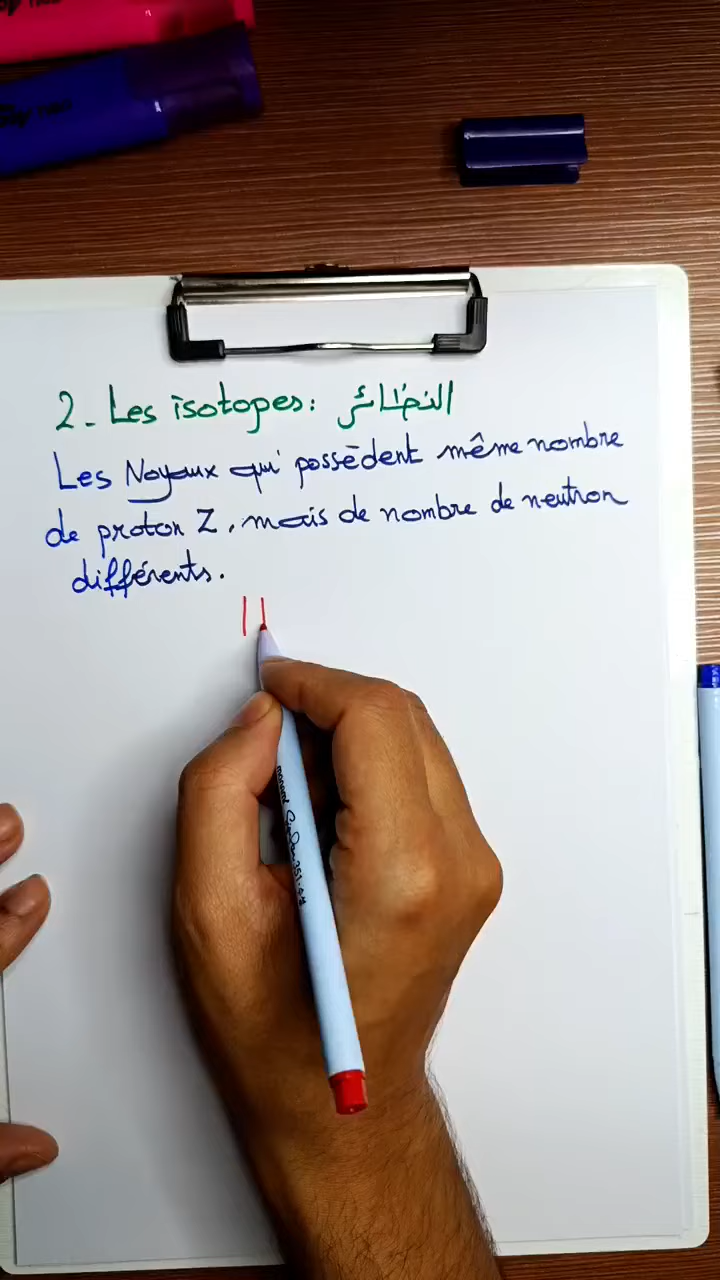 2- Les isotopes: النظائر
Les Noyaux qui possèdent même nombre
de proton Z, mais de nombre de neutron
différents.